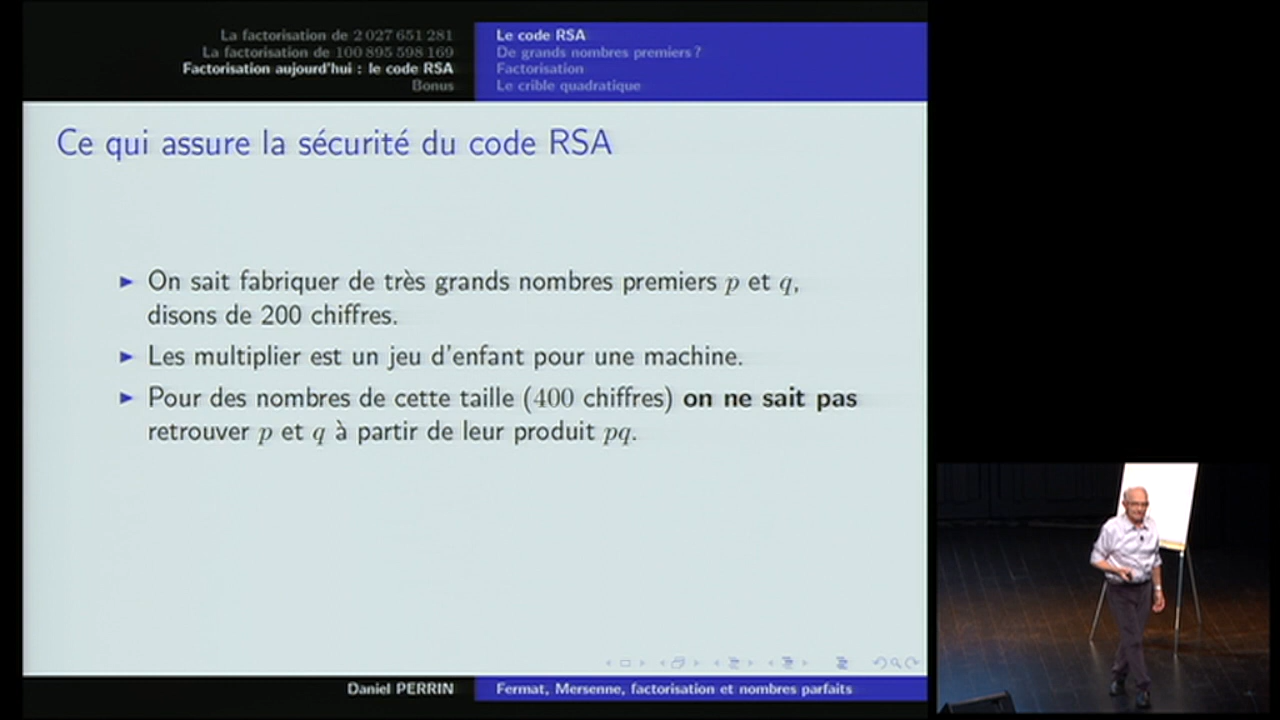 La factorisation de 2 027 651 281
La factorisation de 100 895 598 169
Factorisation aujourd'hui : le code RSA
Bonus
Le code RSA
De grands nombres premiers ?
Factorisation
Le crible quadratique
Ce qui assure la sécurité du code RSA
► On sait fabriquer de très grands nombres premiers p et q,
disons de 200 chiffres.
► Les multiplier est un jeu d'enfant pour une machine.
► Pour des nombres de cette taille (400 chiffres) on ne sait pas
retrouver p et q à partir de leur produit pq.
Daniel PERRIN
Fermat, Mersenne, factorisation et nombres parfaits